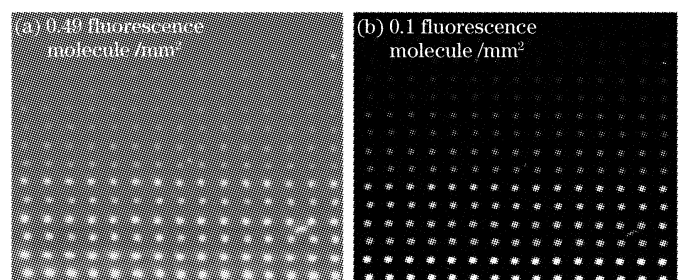 (a) 0.49 fluorescence
molecule /mm²
(b) 0.1 fluorescence
molecule /mm²